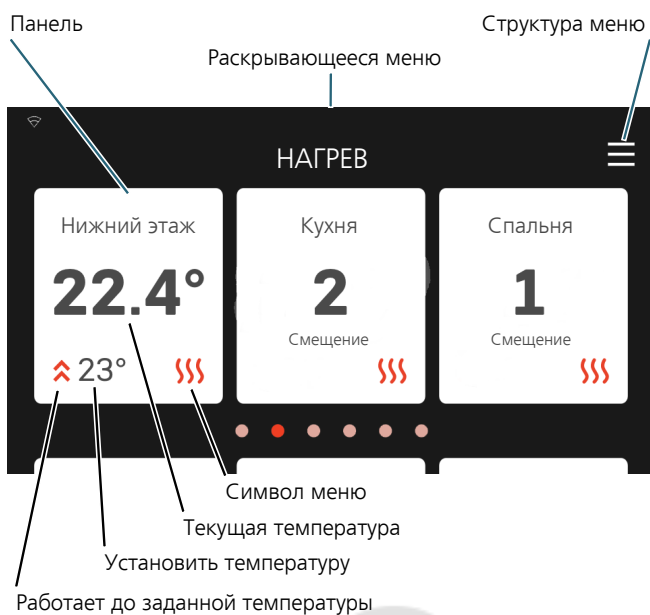 Панель
Структура меню
Раскрывающееся меню
НАГРЕВ
Нижний этаж
Кухня
Спальня
22.4°
2
1
Смещение
Смещение
23°
Символ меню
Текущая температура
Установить температуру
Работает до заданной температуры